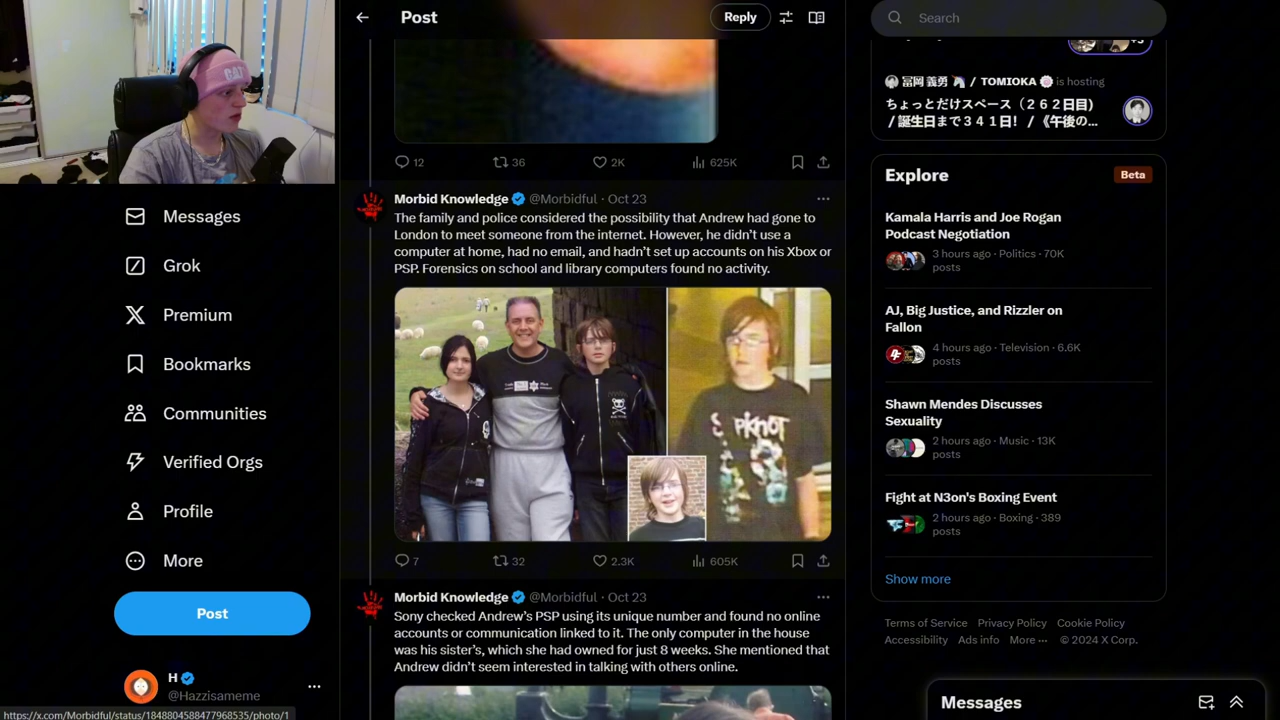 Post
Reply
Search
冨岡 義勇 / TOMIOKA is hosting
ちょっとだけスペース（２６２日目）
/ 誕生日まで３４１日！ / 《午後の...
12
36
2K
625K
Explore
Beta
Kamala Harris and Joe Rogan
Podcast Negotiation
3 hours ago · Politics · 70K
posts
AJ, Big Justice, and Rizzler on
Fallon
4 hours ago · Television · 6.6K
posts
Shawn Mendes Discusses
Sexuality
2 hours ago · Music · 13K
posts
Fight at N3on's Boxing Event
2 hours ago · Boxing · 389
posts
Show more
Terms of Service Privacy Policy Cookie Policy
Accessibility Ads info More ··· © 2024 X Corp.
Messages
Messages
Grok
Premium
Bookmarks
Communities
Verified Orgs
Profile
More
Post
H
@Hazzisameme
https://x.com/Morbidful/status/1848804588477968535/photo/1
Morbid Knowledge @Morbidful · Oct 23
The family and police considered the possibility that Andrew had gone to
London to meet someone from the internet. However, he didn't use a
computer at home, had no email, and hadn't set up accounts on his Xbox or
PSP. Forensics on school and library computers found no activity.
SLIPKNOT
7
32
2.3K
605K
Morbid Knowledge @Morbidful · Oct 23
Sony checked Andrew's PSP using its unique number and found no online
accounts or communication linked to it. The only computer in the house
was his sister's, which she had owned for just 8 weeks. She mentioned that
Andrew didn't seem interested in talking with others online.